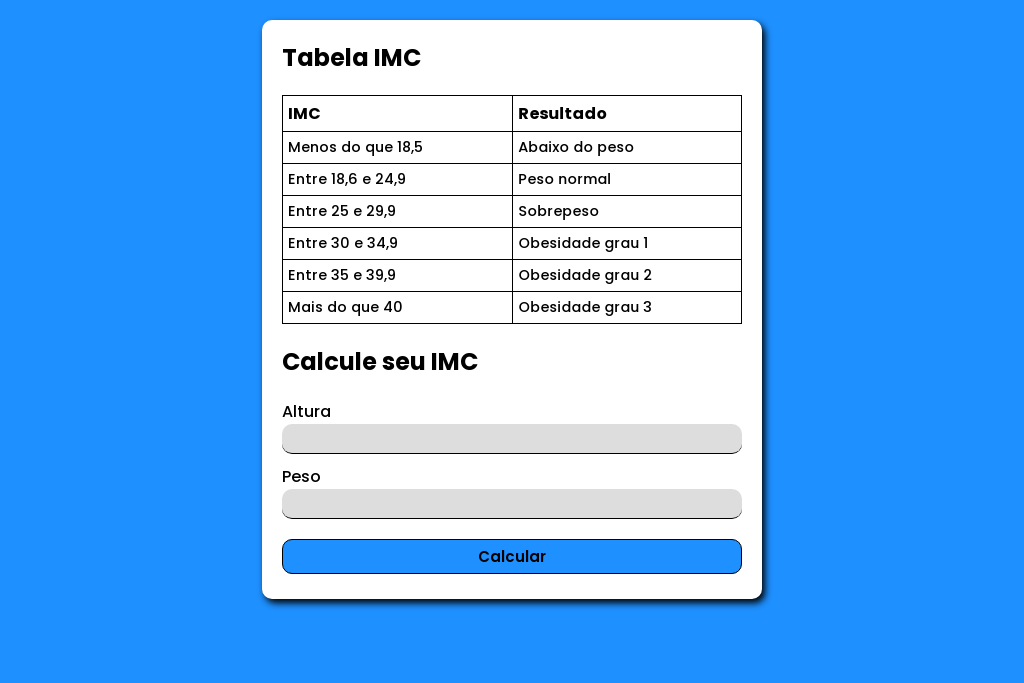 Tabela IMC
IMC Resultado
Menos do que 18,5 Abaixo do peso
Entre 18,6 e 24,9 Peso normal
Entre 25 e 29,9 Sobrepeso
Entre 30 e 34,9 Obesidade grau 1
Entre 35 e 39,9 Obesidade grau 2
Mais do que 40 Obesidade grau 3
Calcule seu IMC
Altura
Peso
Calcular